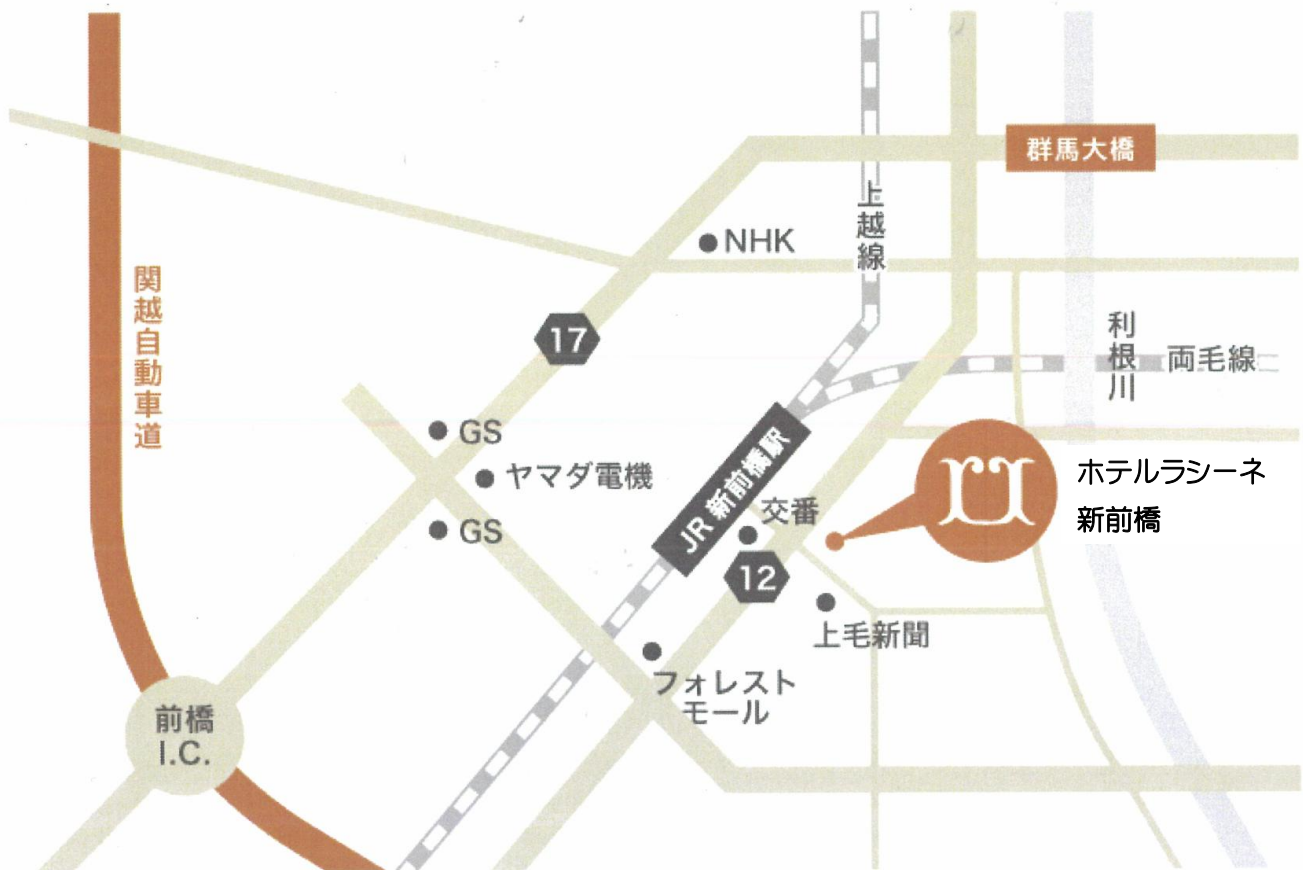 群馬大橋
上越線
NHK
関越自動車道
17
利根川
両毛線
GS
ヤマダ電機
GS
JR 新前橋駅
交番
ホテルラシーネ
新前橋
12
上毛新聞
フォレスト
モール
前橋
I.C.